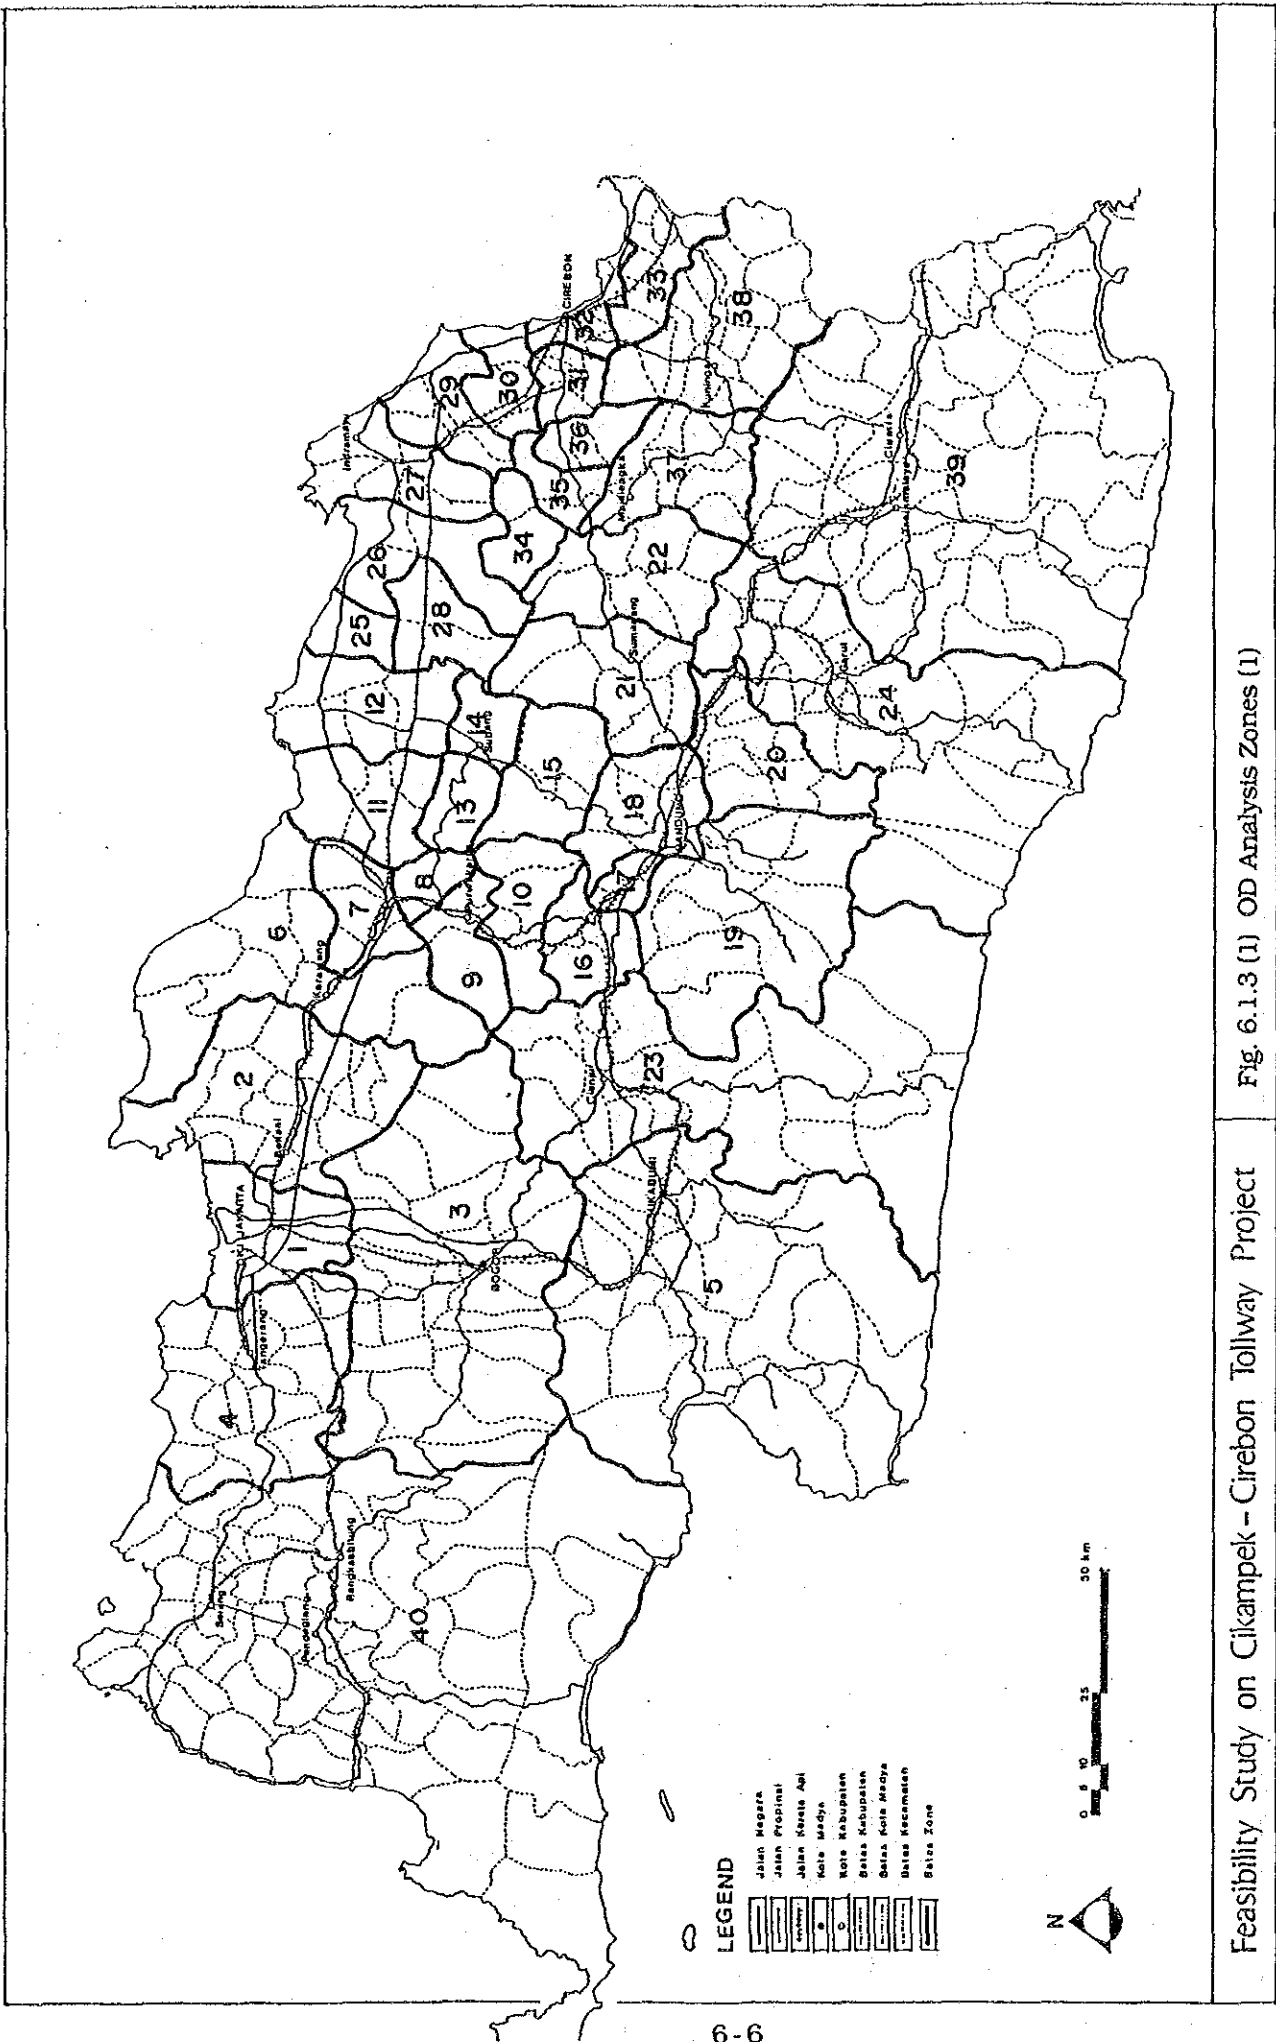 Feasibility Study on Cikampek – Cirebon Tollway Project
Fig. 6.1.3 (1) OD Analysis Zones (1)
LEGEND
Jalan Negara
Jalan Propinsi
Jalan Kereta Api
Kota Madya
Kota Kabupaten
Batas Kabupaten
Batas Kota Madya
Batas Kecamatan
Batas Zone
N
0 5 10 25 50 km
Serang
Pandeglang
Rangkasbitung
40
4
Tangerang
JAKARTA
1
Bekasi
2
3
BOGOR
5
SUKABUMI
Cianjur
23
Karawang
6
7
8
9
10
11
12
13
14
Subang
15
16
17
18
BANDUNG
19
20
21
Sumedang
22
24
Garut
25
26
27
28
29
30
31
32
33
34
35
36
37
38
39
Indramayu
CIREBON
Majalengka
Kuningan
Ciamis
Tasikmalaya
6-6